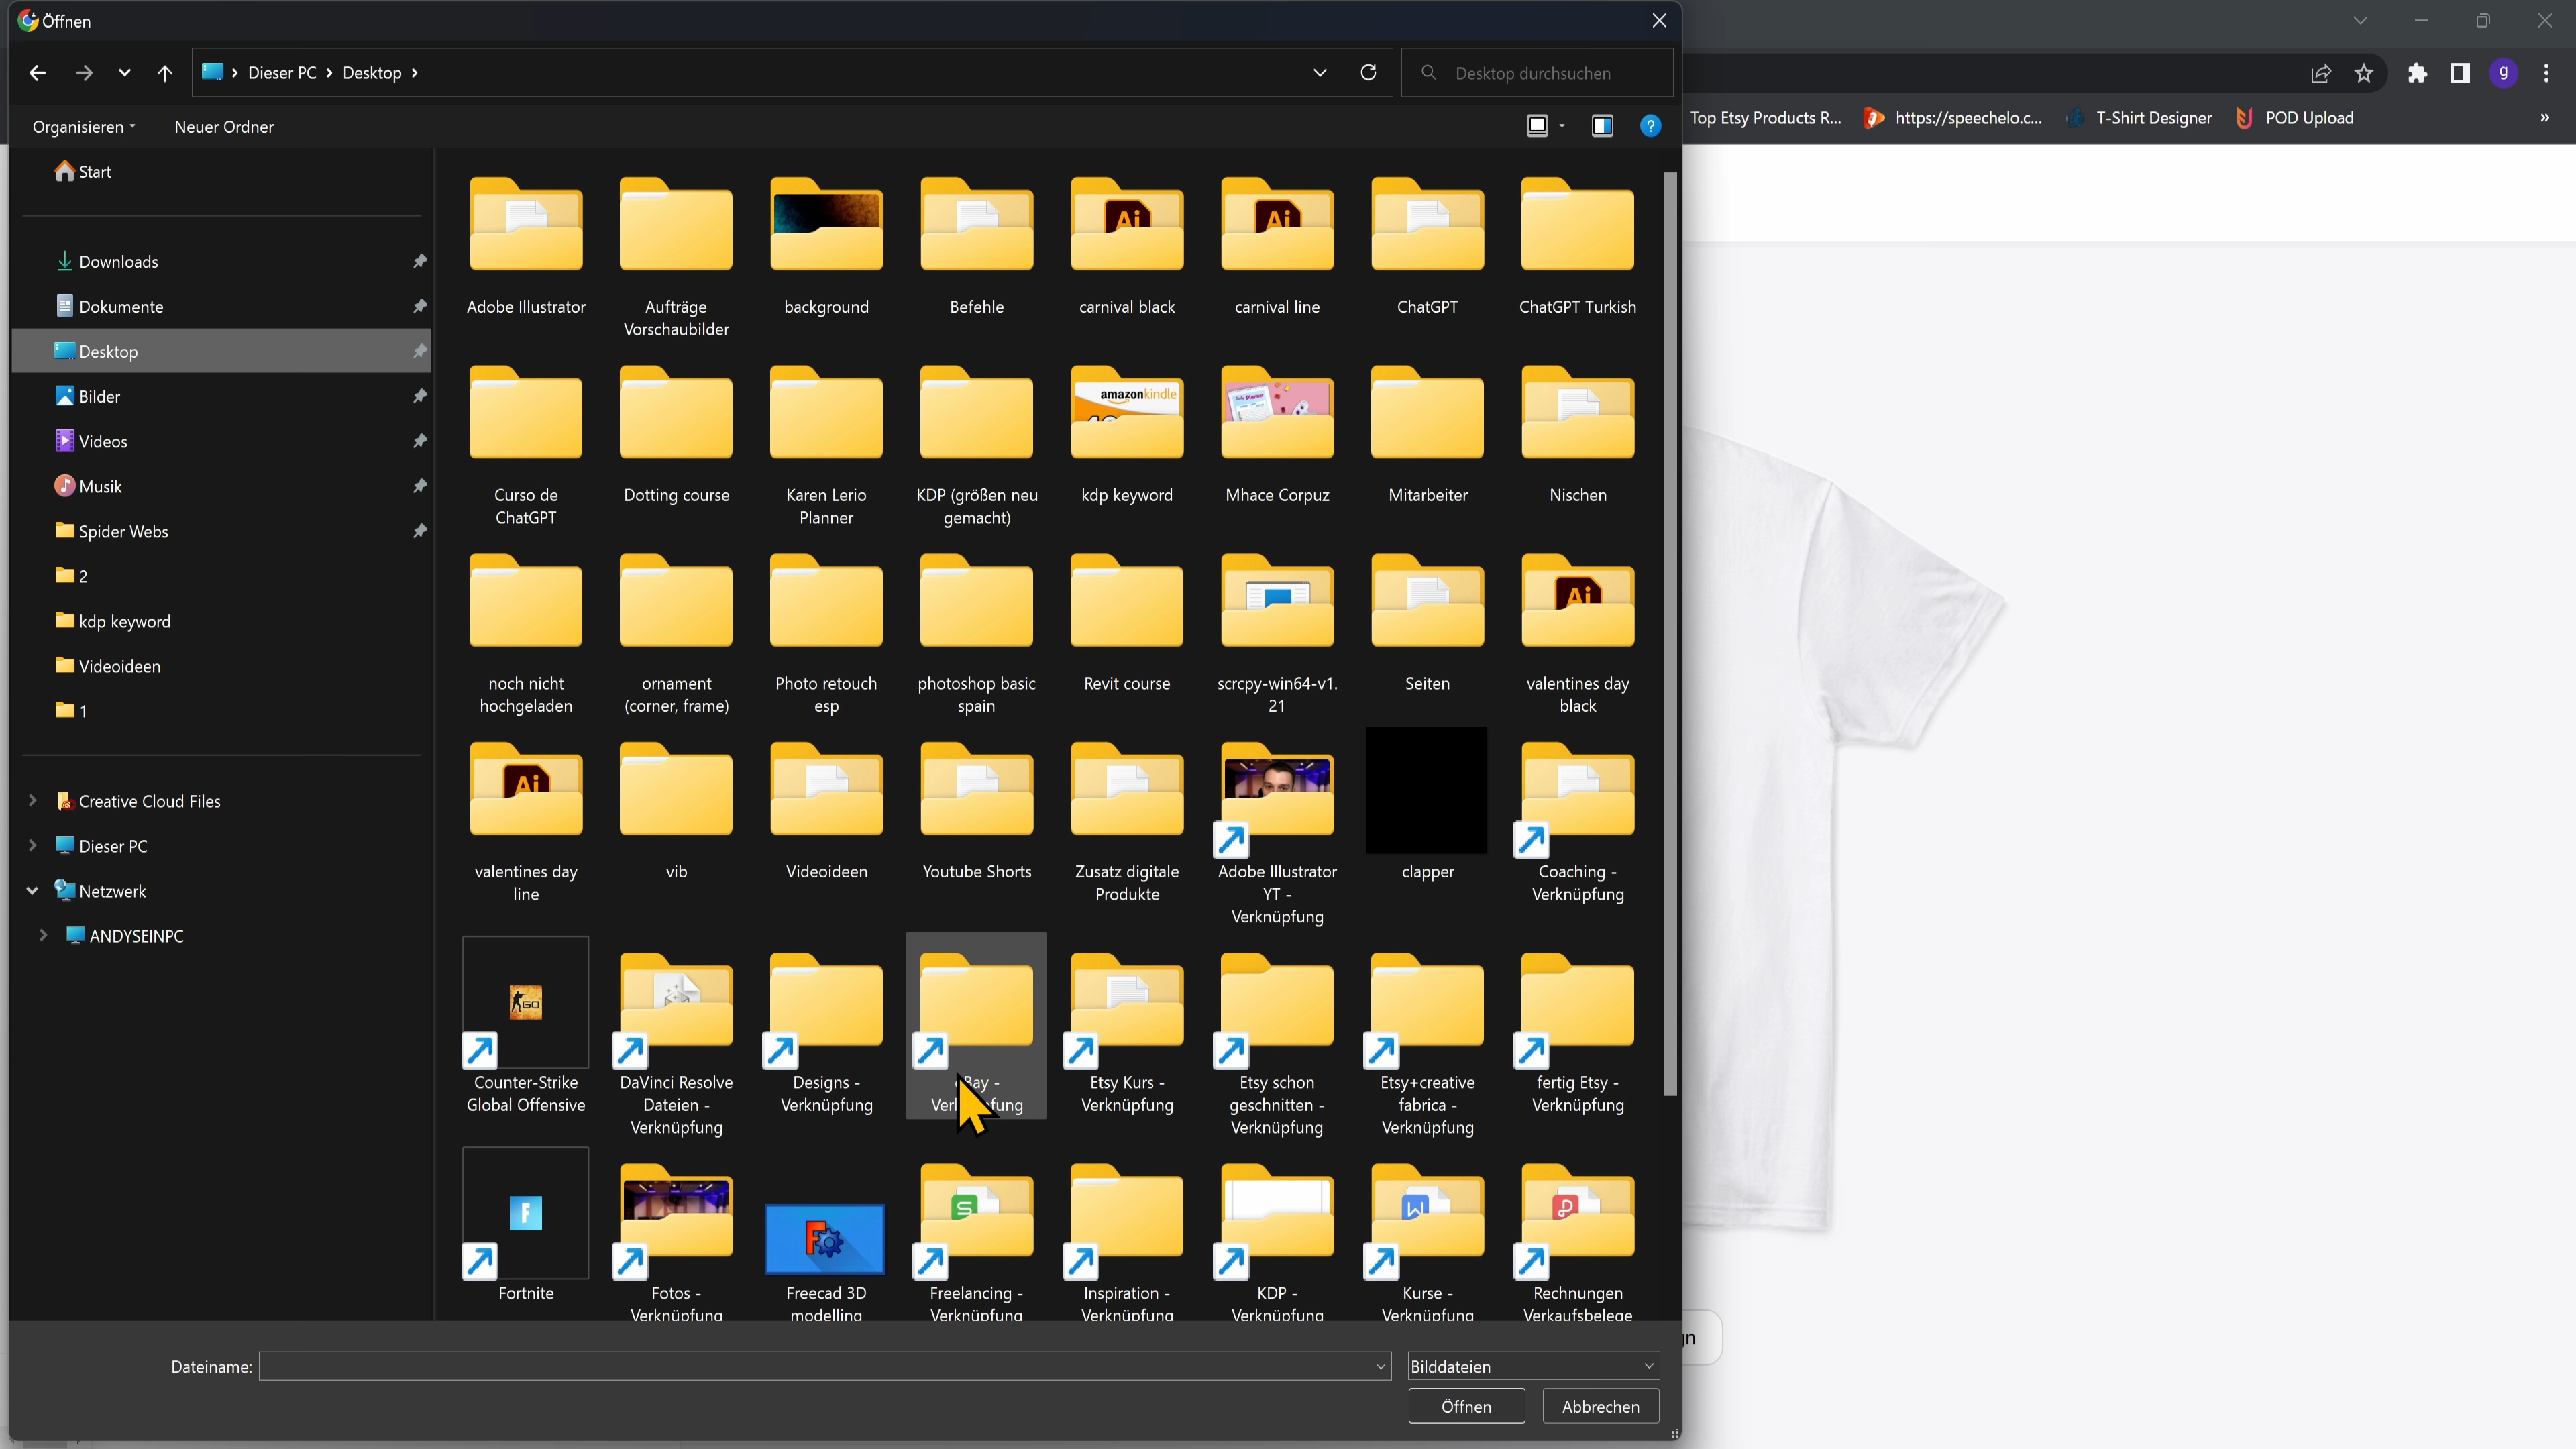 Öffnen
Dieser PC
Desktop
Desktop durchsuchen
g
Organisieren
Neuer Ordner
?
Top Etsy Products R...
https://speechelo.c...
T-Shirt Designer
POD Upload
»
Start
Downloads
Dokumente
Desktop
Bilder
Videos
Musik
Spider Webs
2
kdp keyword
Videoideen
1
Creative Cloud Files
Dieser PC
Netzwerk
ANDYSEINPC
Ai
Ai
Adobe Illustrator
Aufträge
Vorschaubilder
background
Befehle
carnival black
carnival line
ChatGPT
ChatGPT Turkish
amazonkindle
Curso de
ChatGPT
Dotting course
Karen Lerio
Planner
KDP (größen neu
gemacht)
kdp keyword
Mhace Corpuz
Mitarbeiter
Nischen
Ai
noch nicht
hochgeladen
ornament
(corner, frame)
Photo retouch
esp
photoshop basic
spain
Revit course
scrcpy-win64-v1.
21
Seiten
valentines day
black
Ai
valentines day
line
vib
Videoideen
Youtube Shorts
Zusatz digitale
Produkte
Adobe Illustrator
YT -
Verknüpfung
clapper
Coaching -
Verknüpfung
GO
Counter-Strike
Global Offensive
DaVinci Resolve
Dateien -
Verknüpfung
Designs -
Verknüpfung
Bay -
Etsy Kurs -
Verknüpfung
Etsy schon
geschnitten -
Verknüpfung
Etsy+creative
fabrica -
Verknüpfung
fertig Etsy -
Verknüpfung
F
F
S
W
Fortnite
Fotos -
Verknüpfung
Freecad 3D
modelling
Freelancing -
Verknüpfung
Inspiration -
Verknüpfung
KDP -
Verknüpfung
Kurse -
Verknüpfung
Rechnungen
Verkaufsbelege
Dateiname:
Bilddateien
Öffnen
Abbrechen